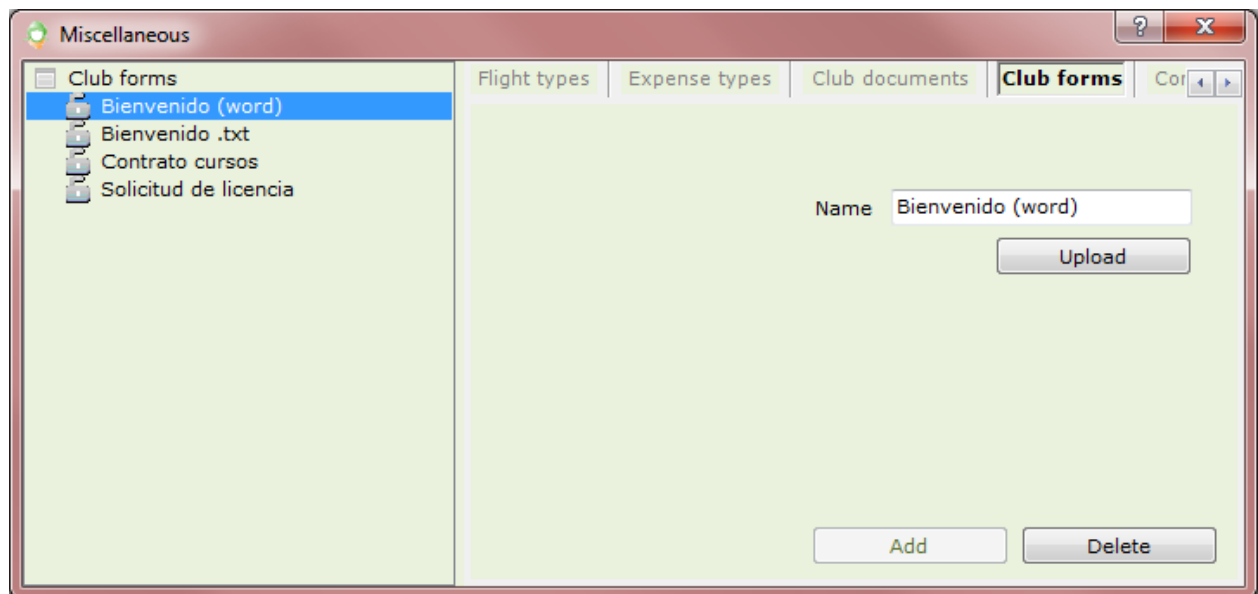 Miscellaneous
?
X
Club forms
Bienvenido (word)
Bienvenido .txt
Contrato cursos
Solicitud de licencia
Flight types Expense types Club documents Club forms
Name Bienvenido (word)
Upload
Add Delete